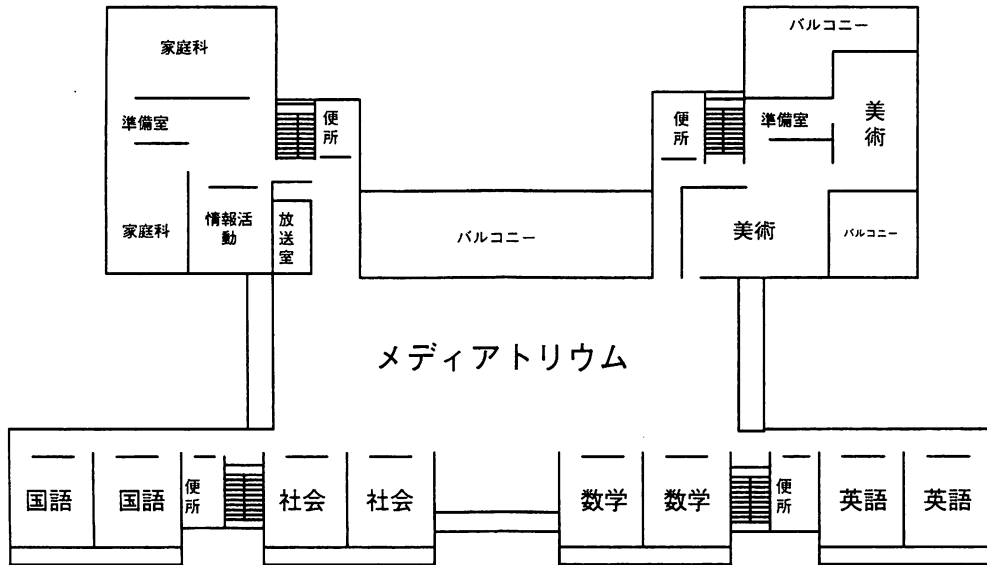 家庭科
バルコニー
便
所
便
所
準備室
美
術
準備室
家庭科
情報活
動
放
送
室
バルコニー
美術
バルコニー
メディアトリウム
国語
国語
便
所
社会
社会
数学
数学
便
所
英語
英語